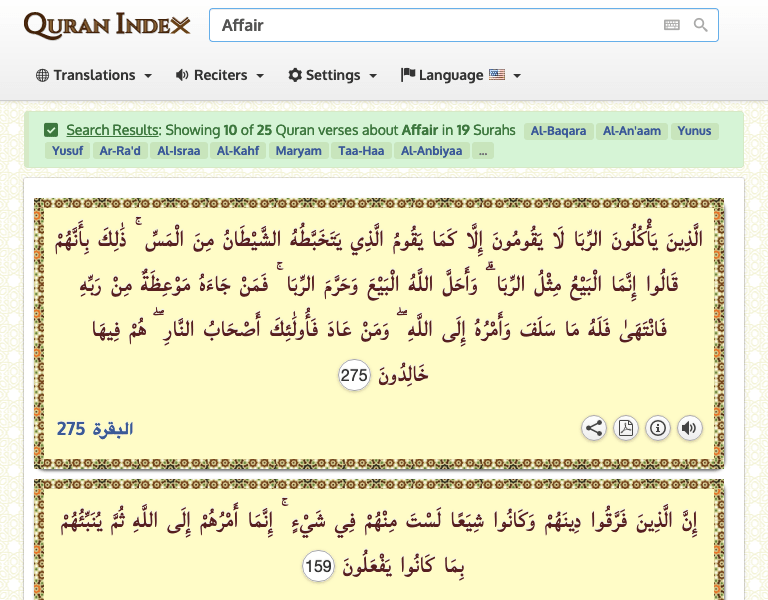 QURAN INDEX
Affair
Translations Reciters Settings Language
Search Results: Showing 10 of 25 Quran verses about Affair in 19 Surahs Al-Baqara Al-An'aam Yunus
Yusuf Ar-Ra'd Al-Israa Al-Kahf Maryam Taa-Haa Al-Anbiyaa ...
الَّذِينَ يَأْكُلُونَ الرِّبَا لَا يَقُومُونَ إِلَّا كَمَا يَقُومُ الَّذِي يَتَخَبَّطُهُ الشَّيْطَانُ مِنَ الْمَسِّ ۚ ذَٰلِكَ بِأَنَّهُمْ
قَالُوا إِنَّمَا الْبَيْعُ مِثْلُ الرِّبَا ۗ وَأَحَلَّ اللَّهُ الْبَيْعَ وَحَرَّمَ الرِّبَا ۚ فَمَنْ جَاءَهُ مَوْعِظَةٌ مِنْ رَبِّهِ
فَانْتَهَىٰ فَلَهُ مَا سَلَفَ وَأَمْرُهُ إِلَى اللَّهِ ۖ وَمَنْ عَادَ فَأُولَٰئِكَ أَصْحَابُ النَّارِ ۖ هُمْ فِيهَا
خَالِدُونَ 275
البقرة 275
إِنَّ الَّذِينَ فَرَّقُوا دِينَهُمْ وَكَانُوا شِيَعًا لَسْتَ مِنْهُمْ فِي شَيْءٍ ۚ إِنَّمَا أَمْرُهُمْ إِلَى اللَّهِ ثُمَّ يُنَبِّئُهُمْ
بِمَا كَانُوا يَفْعَلُونَ 159